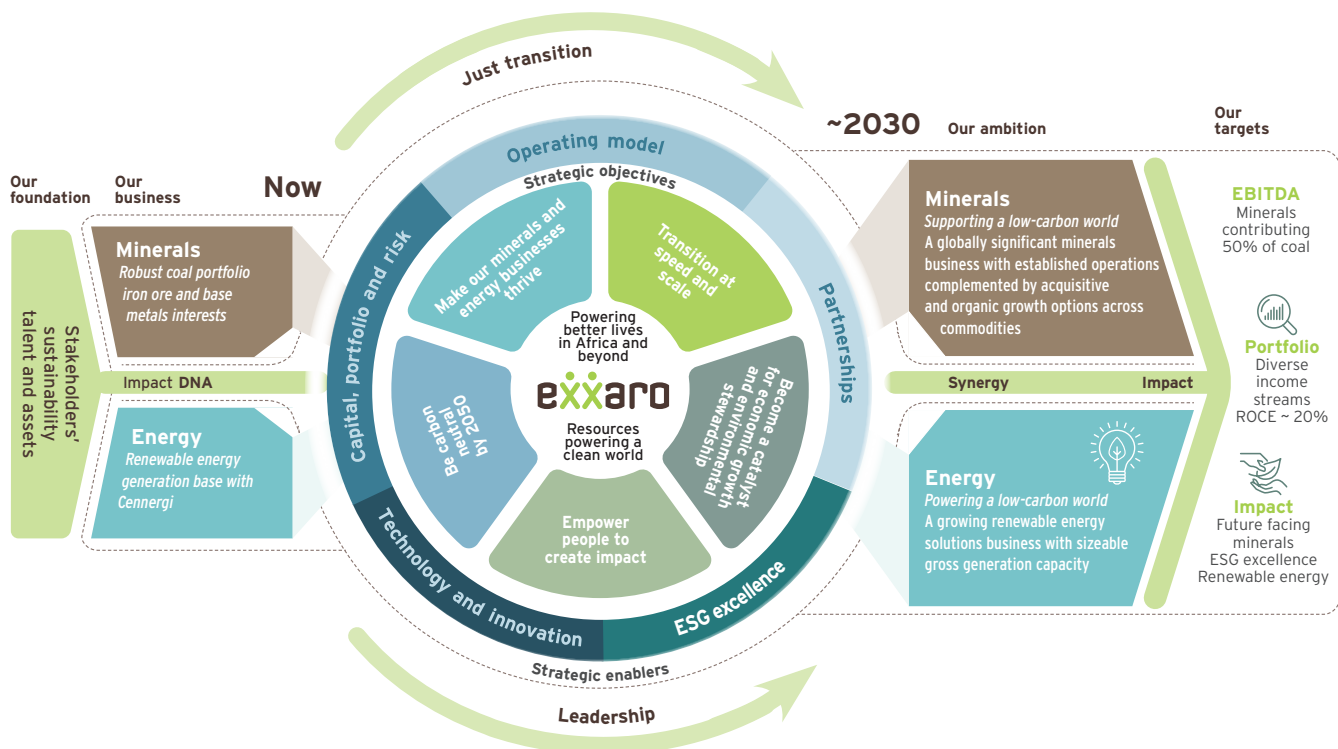 Just transition
Our
foundation
Our
business
Now
Stakeholders'
sustainability
talent and assets
Minerals
Robust coal portfolio
iron ore and base
metals interests
Impact DNA
Energy
Renewable energy
generation base with
Cennergi
Operating model
Partnerships
ESG excellence
Technology and innovation
Capital, portfolio and risk
Strategic objectives
Make our minerals and
energy businesses
thrive
Transition at
speed and
scale
Become a catalyst
for economic growth
and environmental
stewardship
Empower
people to
create impact
Be carbon
neutral
by 2050
Powering
better lives
in Africa and
beyond
exxaro
Resources
powering a
clean world
Strategic enablers
Leadership
~2030
Our ambition
Minerals
Supporting a low-carbon world
A globally significant minerals
business with established operations
complemented by acquisitive
and organic growth options across
commodities
Synergy
Impact
Energy
Powering a low-carbon world
A growing renewable energy
solutions business with sizeable
gross generation capacity
Our
targets
EBITDA
Minerals
contributing
50% of coal
Portfolio
Diverse
income
streams
ROCE ~ 20%
Impact
Future facing
minerals
ESG excellence
Renewable energy